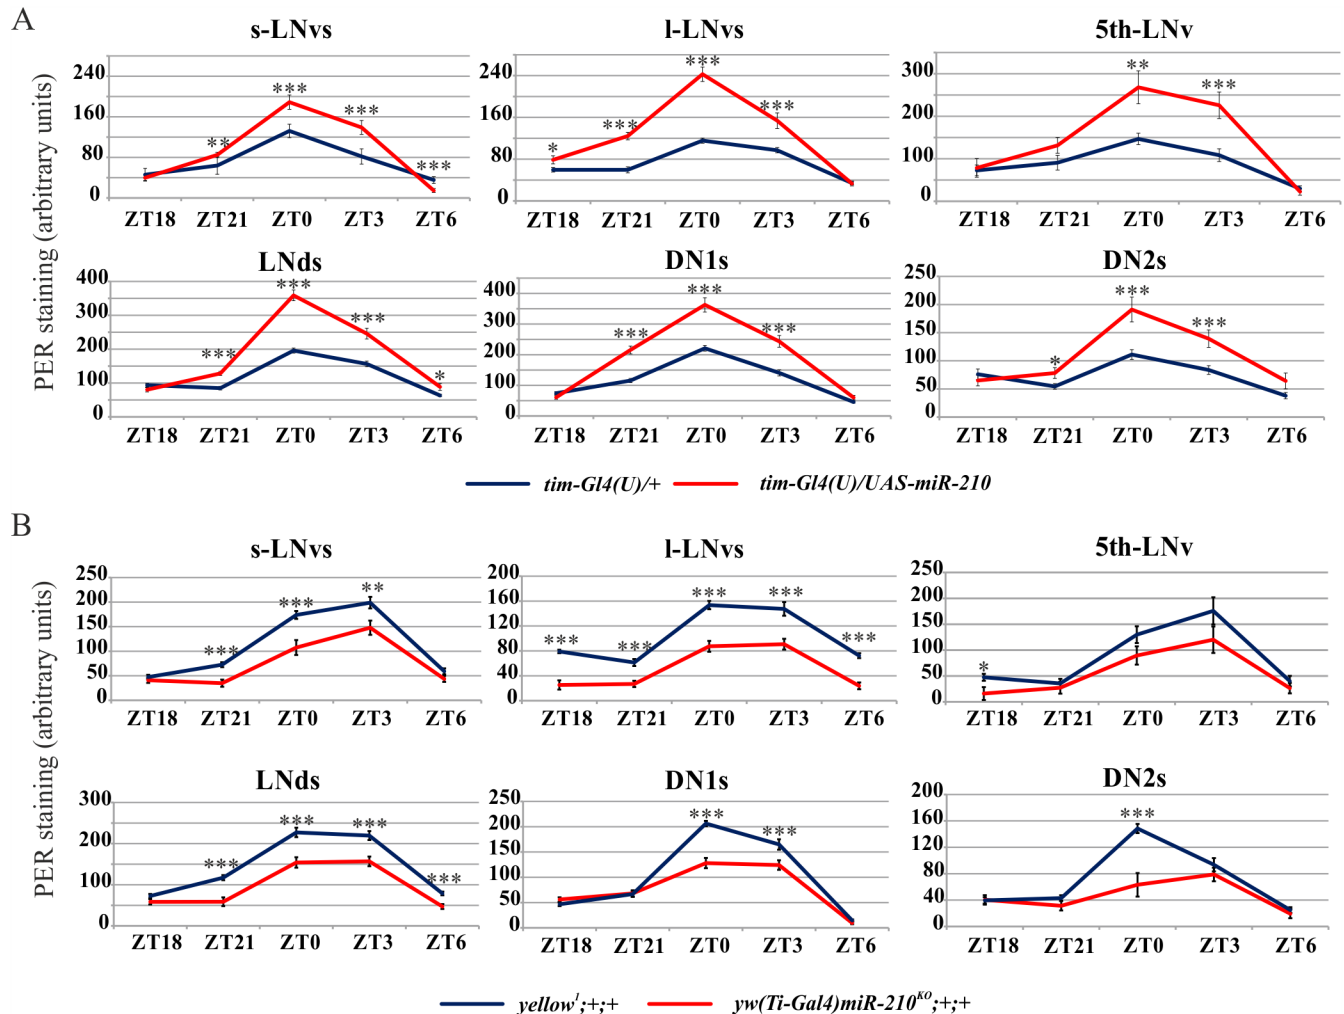 A
s-LNvs
l-LNvs
5th-LNv
PER staining (arbitrary units)
240
160
80
0
** *** *** ***
ZT18 ZT21 ZT0 ZT3 ZT6
240
160
80
0
* *** *** ***
ZT18 ZT21 ZT0 ZT3 ZT6
300
200
100
0
** ***
ZT18 ZT21 ZT0 ZT3 ZT6
LNds
DN1s
DN2s
400
300
200
100
0
*** *** *** *
ZT18 ZT21 ZT0 ZT3 ZT6
400
300
200
100
0
*** *** ***
ZT18 ZT21 ZT0 ZT3 ZT6
250
200
150
100
50
0
* *** ***
ZT18 ZT21 ZT0 ZT3 ZT6
tim-Gl4(U)/+ tim-Gl4(U)/UAS-miR-210
B
s-LNvs
l-LNvs
5th-LNv
PER staining (arbitrary units)
250
200
150
100
50
0
*** *** **
ZT18 ZT21 ZT0 ZT3 ZT6
200
160
120
80
40
0
*** *** *** *** ***
ZT18 ZT21 ZT0 ZT3 ZT6
250
200
150
100
50
0
*
ZT18 ZT21 ZT0 ZT3 ZT6
LNds
DN1s
DN2s
300
200
100
0
*** *** *** ***
ZT18 ZT21 ZT0 ZT3 ZT6
250
200
150
100
50
0
*** ***
ZT18 ZT21 ZT0 ZT3 ZT6
200
160
120
80
40
0
***
ZT18 ZT21 ZT0 ZT3 ZT6
yellow¹;+;+ yw(Ti-Gal4)miR-210ᴷᴼ;+;+